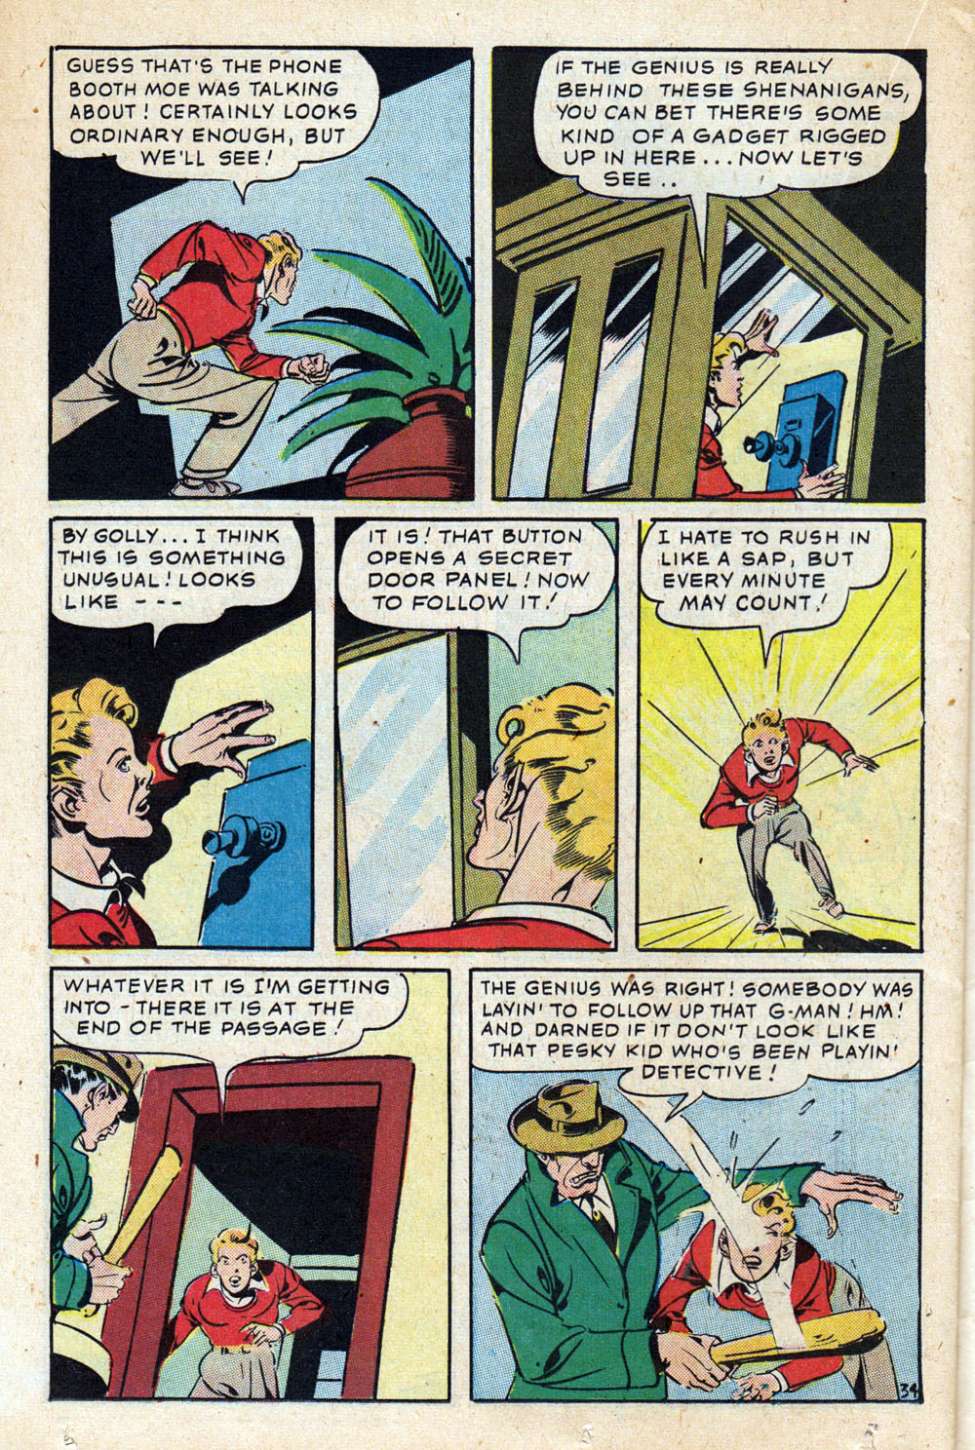 GUESS THAT'S THE PHONE
BOOTH MOE WAS TALKING
ABOUT! CERTAINLY LOOKS
ORDINARY ENOUGH, BUT
WE'LL SEE!
IF THE GENIUS IS REALLY
BEHIND THESE SHENANIGANS,
YOU CAN BET THERE'S SOME
KIND OF A GADGET RIGGED
UP IN HERE... NOW LET'S
SEE..
BY GOLLY... I THINK
THIS IS SOMETHING
UNUSUAL! LOOKS
LIKE ---
IT IS! THAT BUTTON
OPENS A SECRET
DOOR PANEL! NOW
TO FOLLOW IT!
I HATE TO RUSH IN
LIKE A SAP, BUT
EVERY MINUTE
MAY COUNT!
WHATEVER IT IS I'M GETTING
INTO - THERE IT IS AT THE
END OF THE PASSAGE!
THE GENIUS WAS RIGHT! SOMEBODY WAS
LAYIN' TO FOLLOW UP THAT G-MAN! HM!
AND DARNED IF IT DON'T LOOK LIKE
THAT PESKY KID WHO'S BEEN PLAYIN'
DETECTIVE!
34